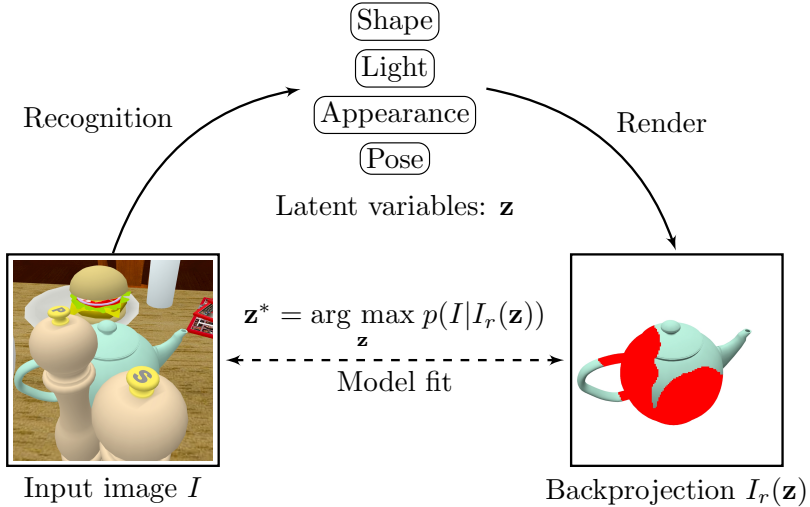 Shape
Light
Appearance
Pose
Recognition
Render
Latent variables: z
z* = arg max p(I|I_r(z))
z
Model fit
P
S
Input image I
Backprojection I_r(z)